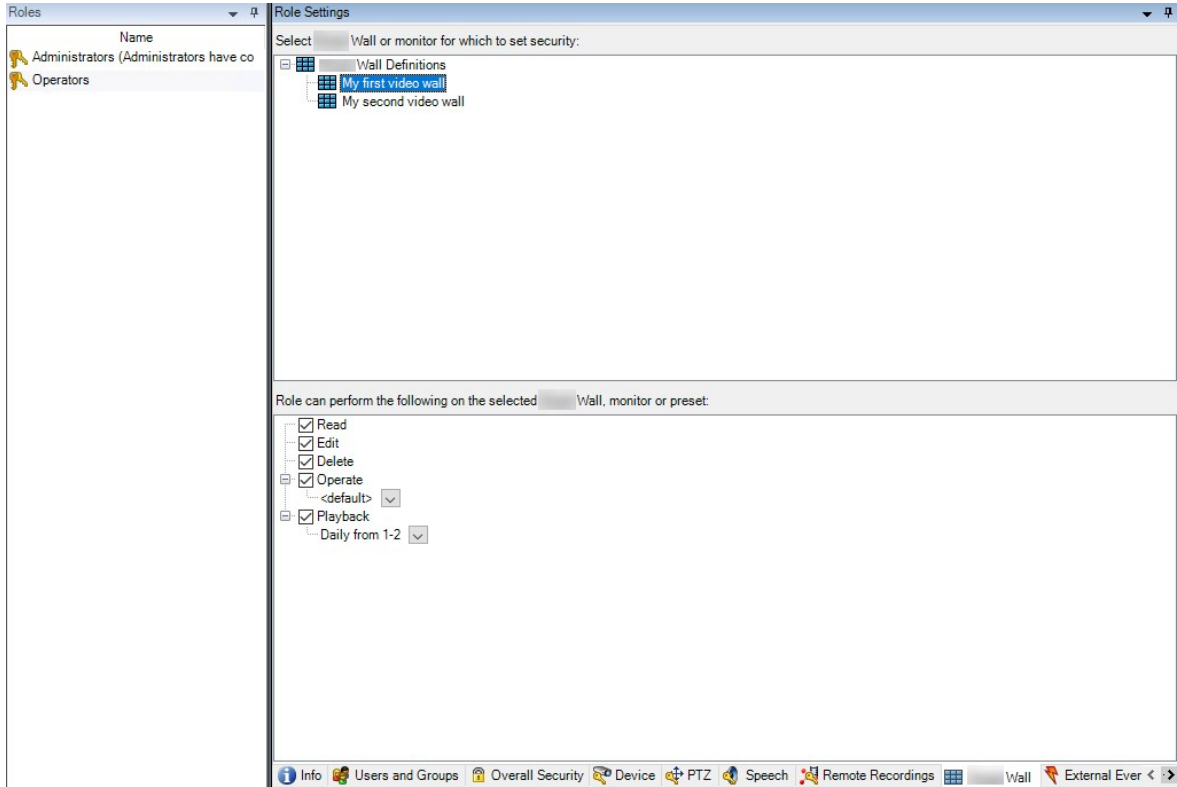 Roles
Name
Administrators (Administrators have co
Operators
Role Settings
Select Wall or monitor for which to set security:
Wall Definitions
My first video wall
My second video wall
Role can perform the following on the selected Wall, monitor or preset:
Read
Edit
Delete
Operate
<default>
Playback
Daily from 1-2
Info Users and Groups Overall Security Device PTZ Speech Remote Recordings Wall External Ever